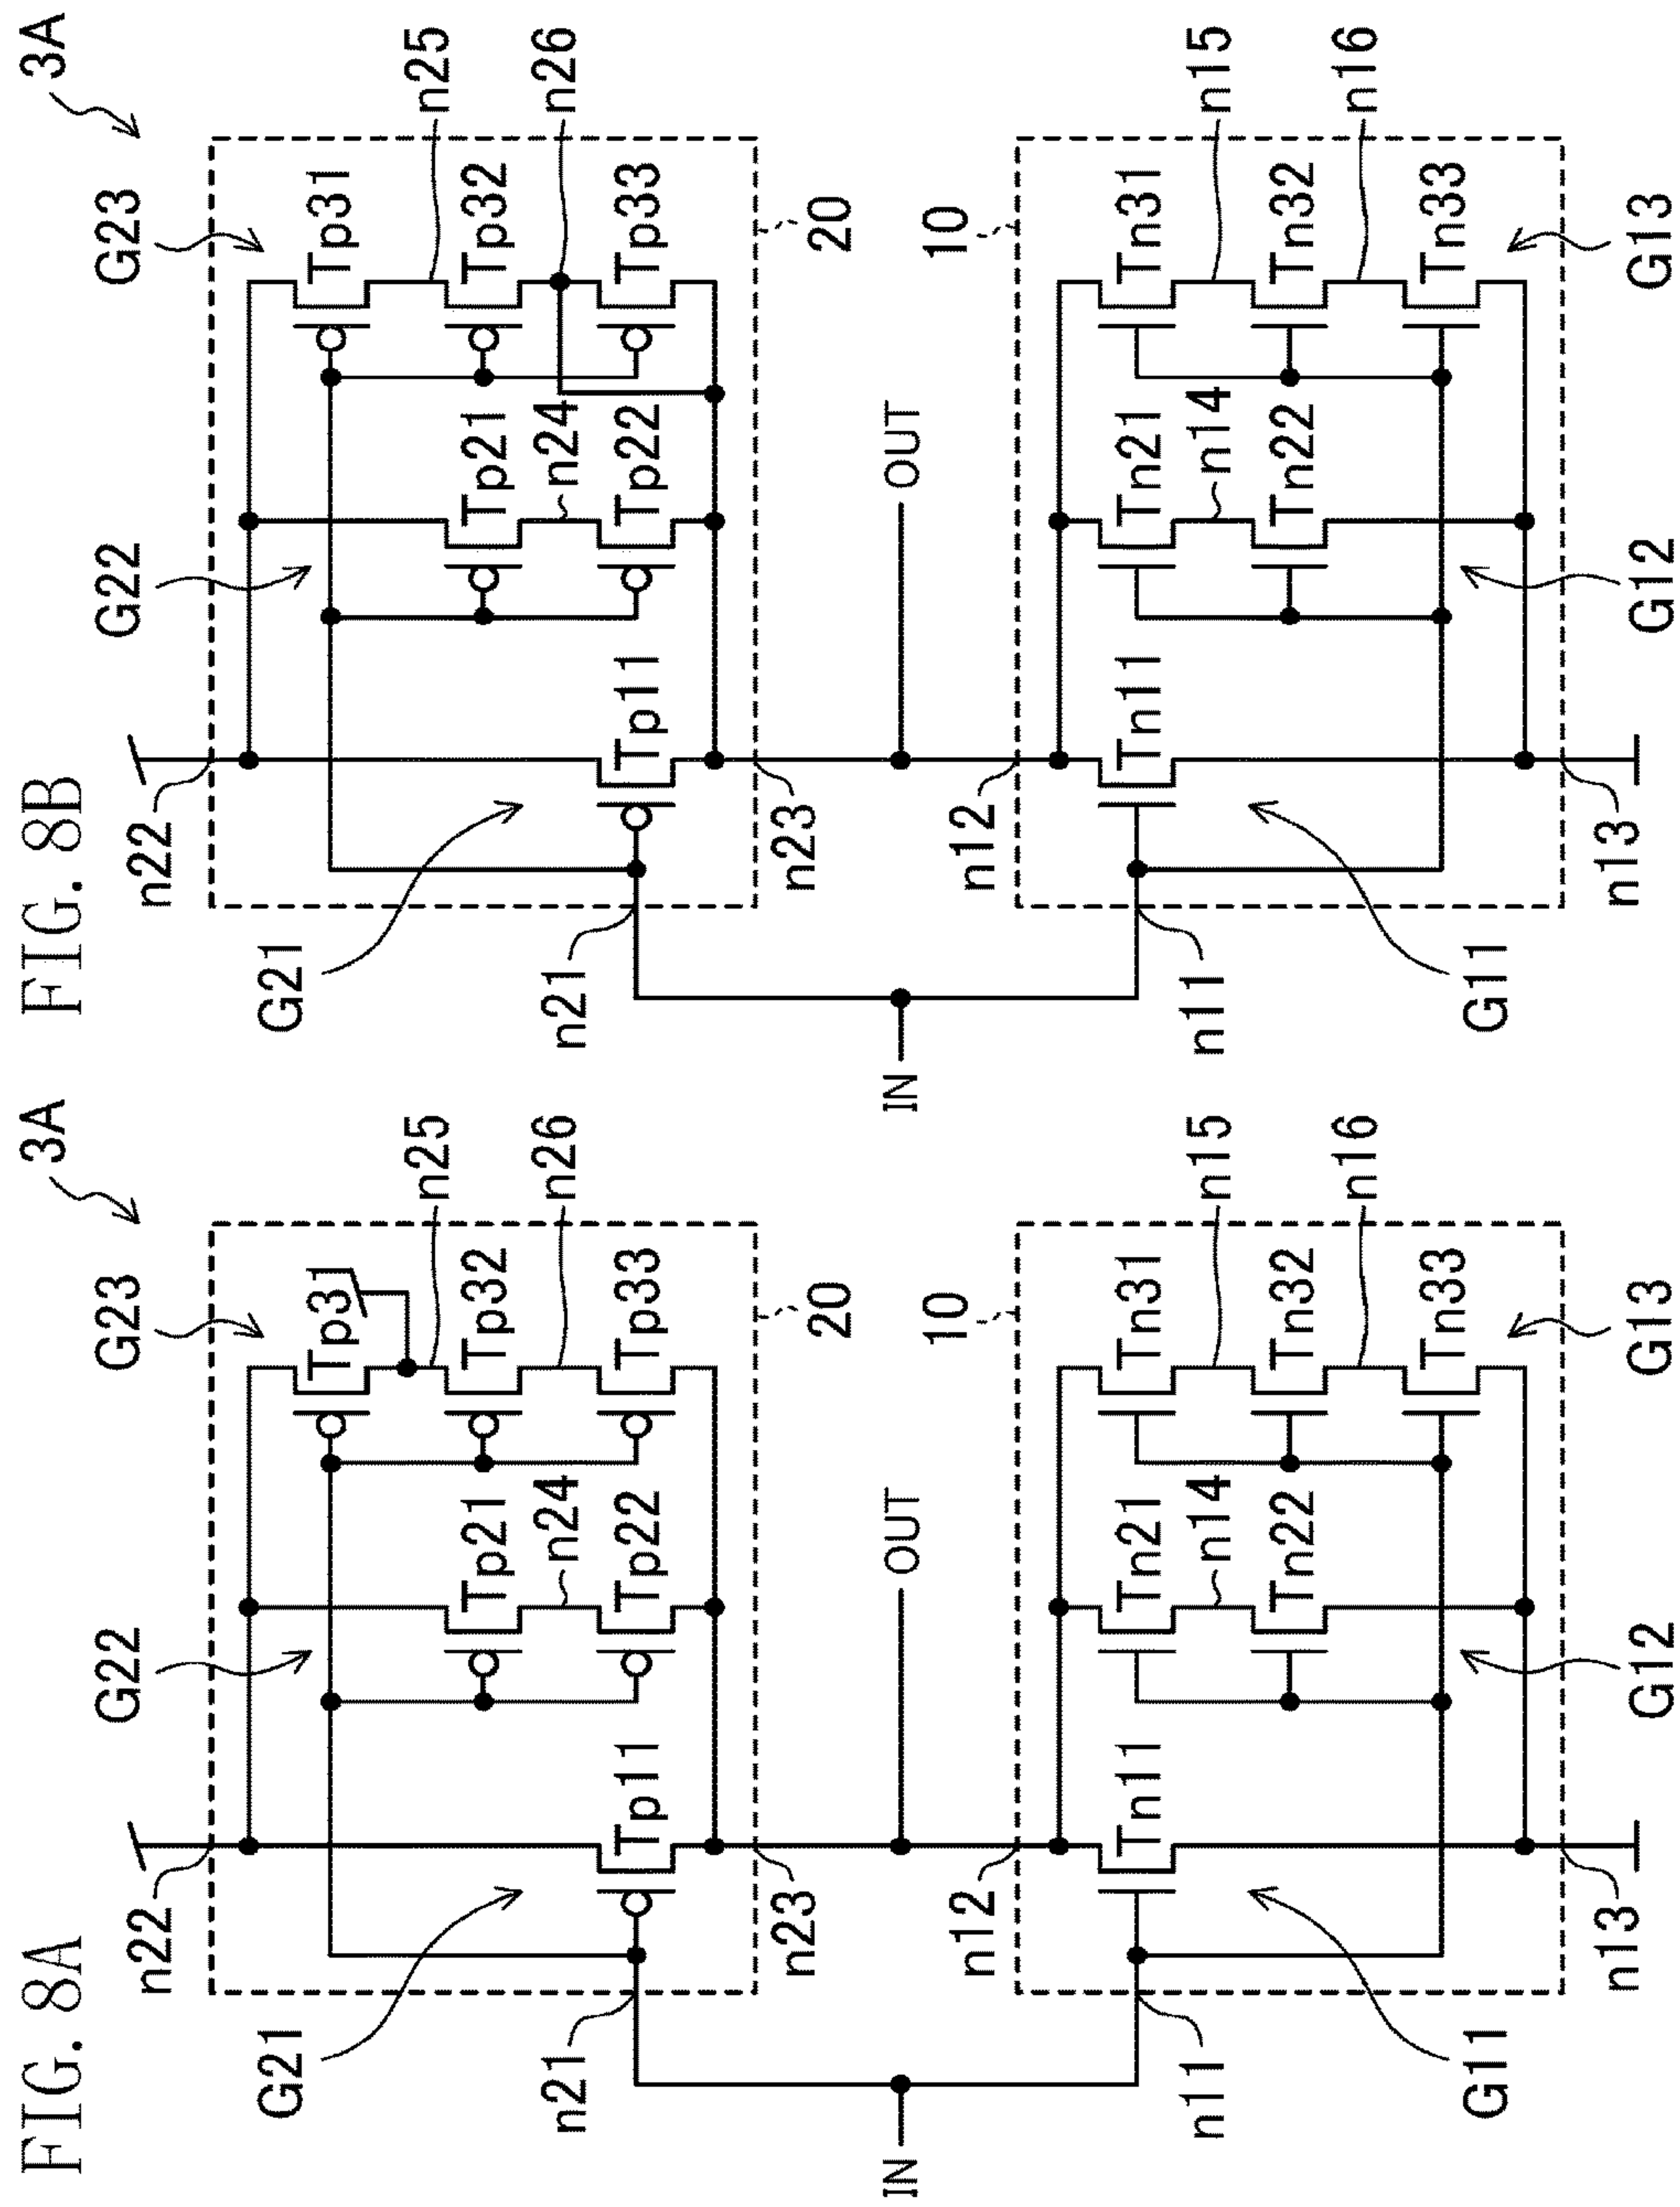 FIG. 8A
3A
G21
G22
G23
n22
Tp31
n25
Tp21
Tp32
n24
n26
Tp11
Tp22
Tp33
n21
n23
20
IN
OUT
n12
10
n11
Tn11
Tn21
Tn31
n15
n14
Tn22
Tn32
n16
Tn33
G11
n13
G12
G13
FIG. 8B
3A
G21
G22
G23
n22
Tp31
n25
Tp21
Tp32
n24
n26
Tp11
Tp22
Tp33
n21
n23
20
IN
OUT
n12
10
n11
Tn11
Tn21
Tn31
n15
n14
Tn22
Tn32
n16
Tn33
G11
n13
G12
G13